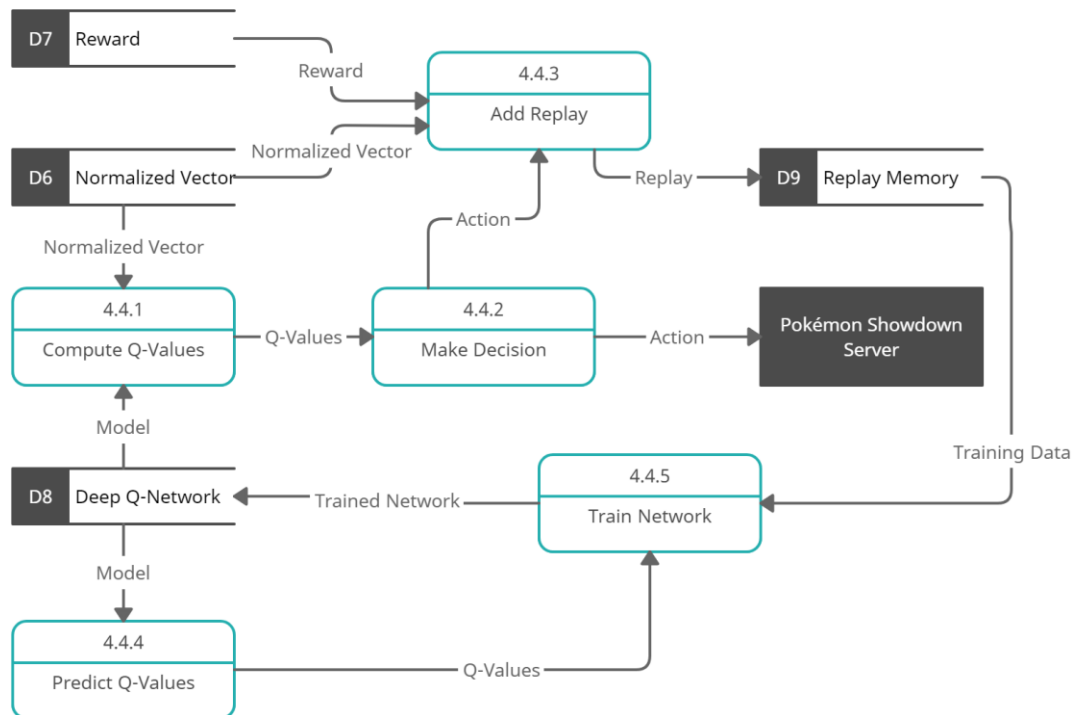 D7 Reward
Reward
4.4.3
Add Replay
Normalized Vector
D6 Normalized Vector
Replay
D9 Replay Memory
Action
Normalized Vector
4.4.1
Compute Q-Values
Q-Values
4.4.2
Make Decision
Action
Pokémon Showdown
Server
Model
Training Data
D8 Deep Q-Network
Trained Network
4.4.5
Train Network
Model
4.4.4
Predict Q-Values
Q-Values